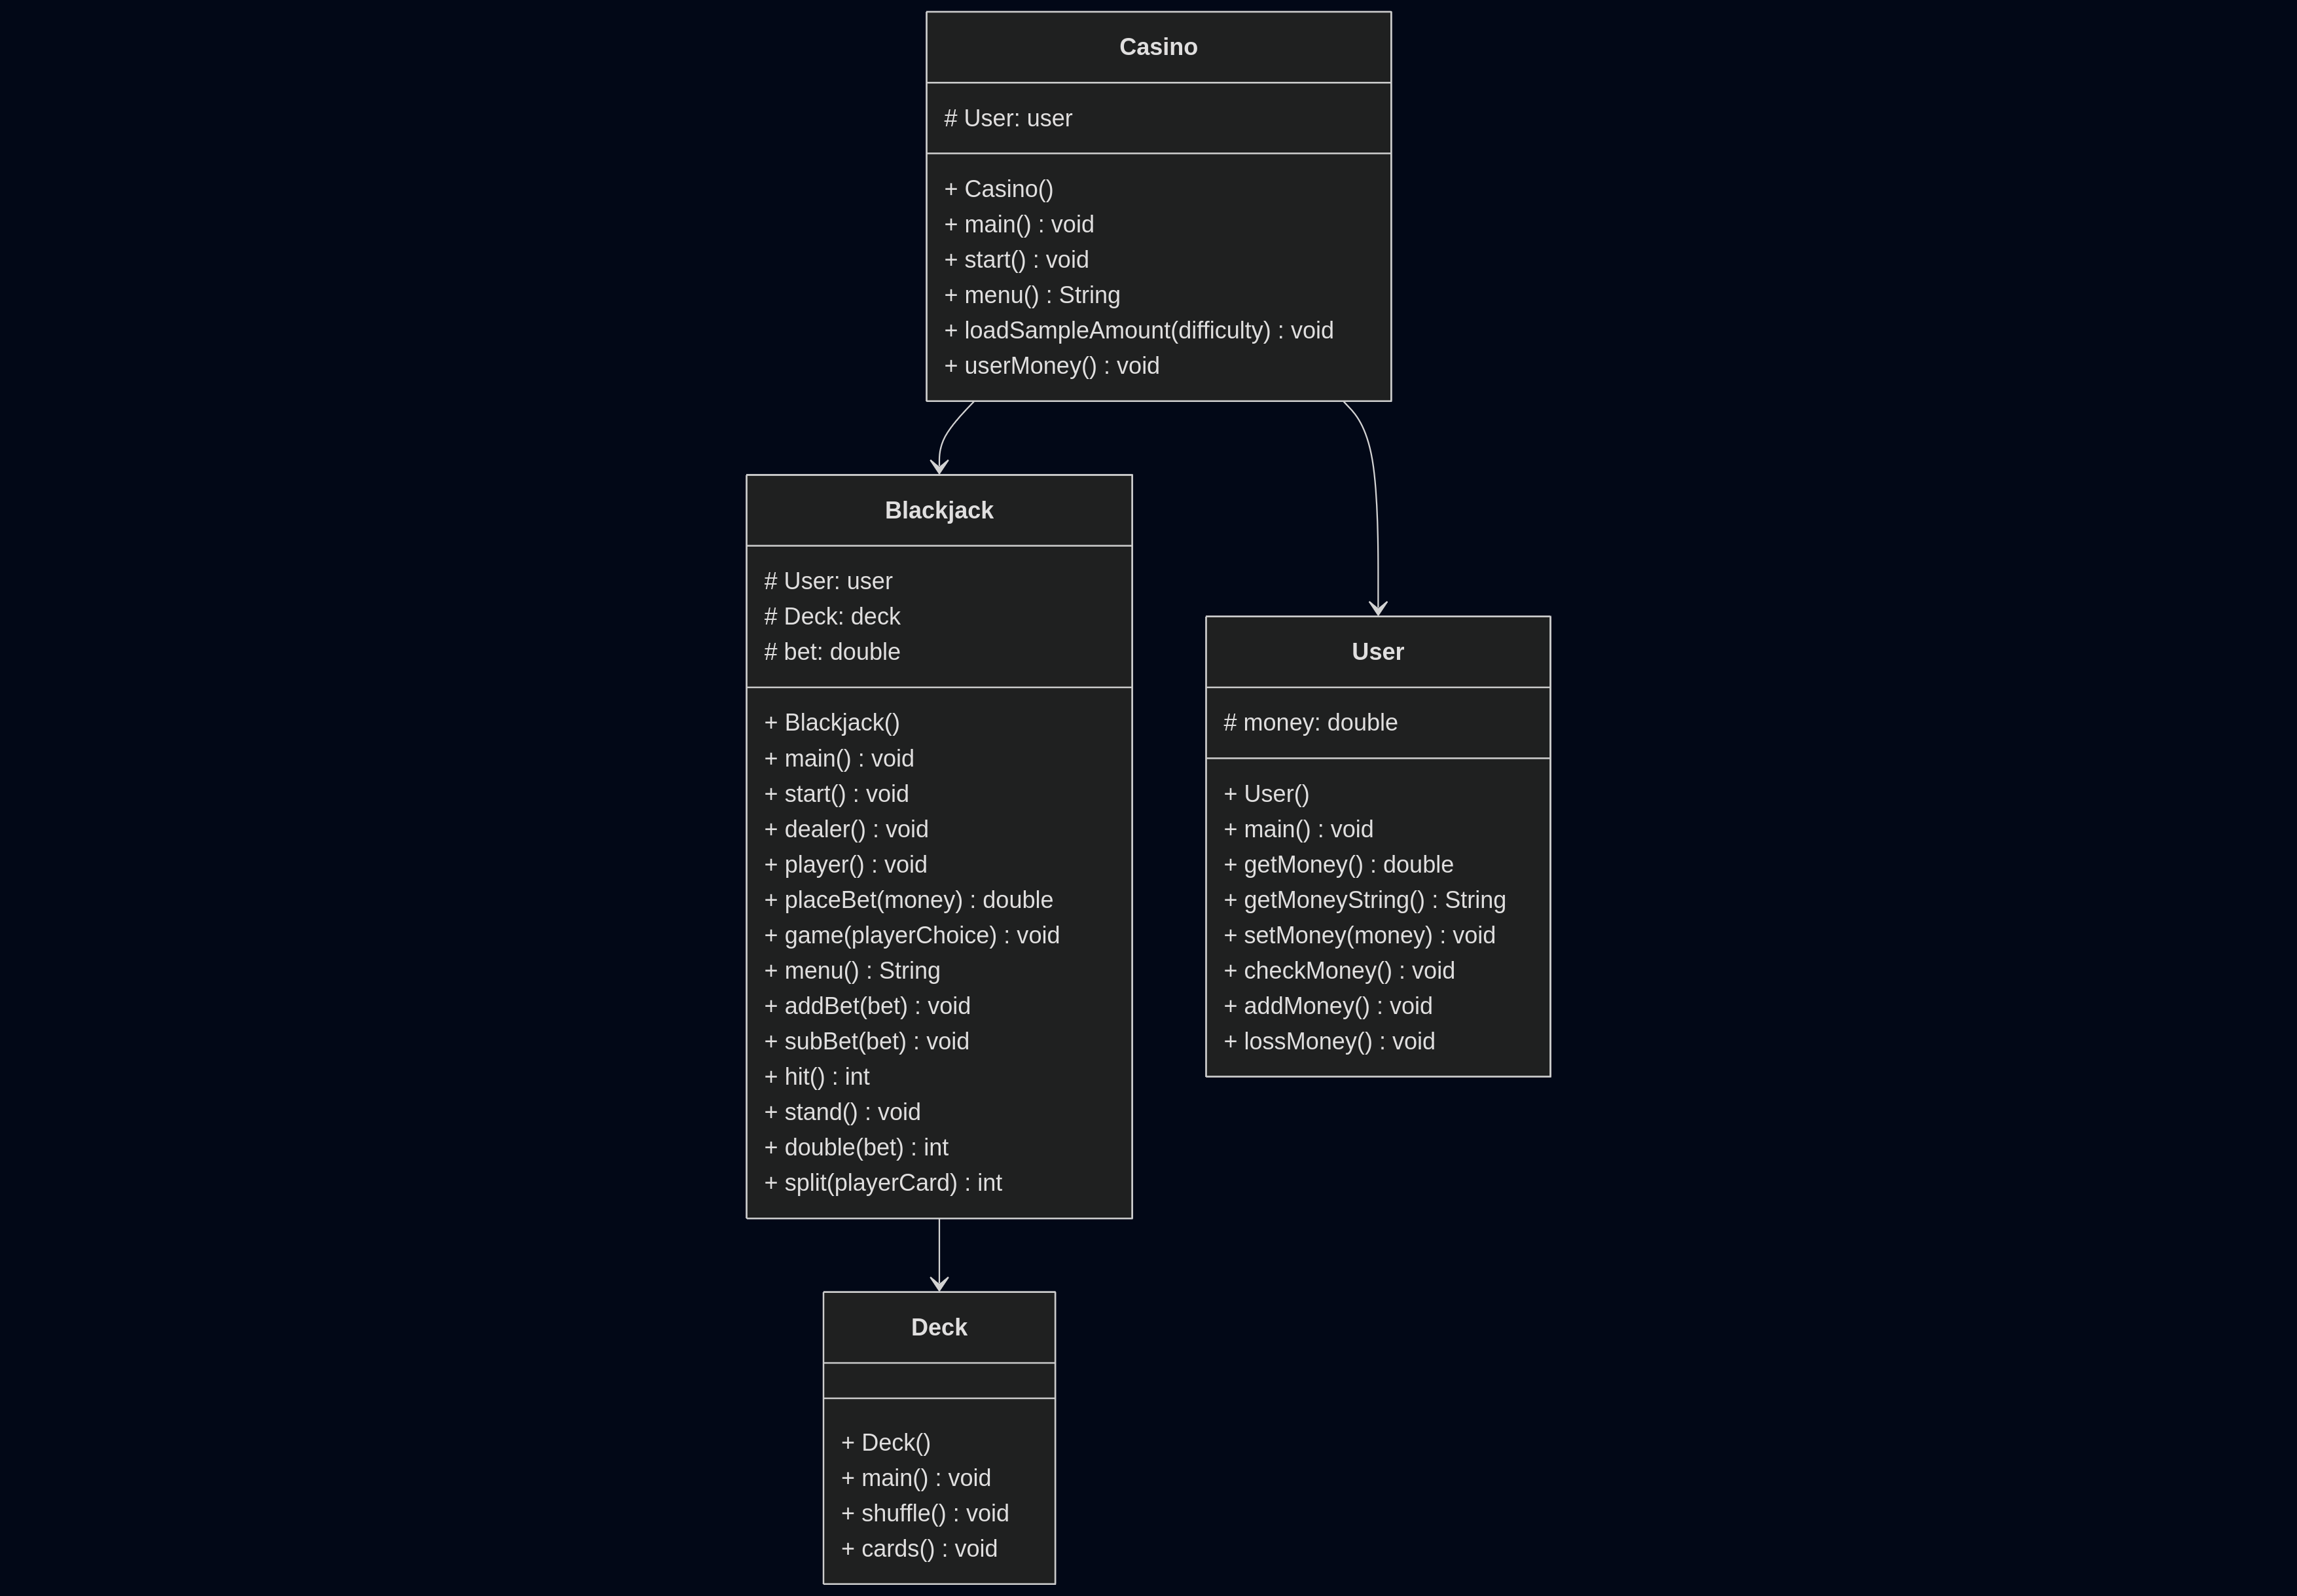 Casino
# User: user
+ Casino()
+ main() : void
+ start() : void
+ menu() : String
+ loadSampleAmount(difficulty) : void
+ userMoney() : void
Blackjack
# User: user
# Deck: deck
# bet: double
+ Blackjack()
+ main() : void
+ start() : void
+ dealer() : void
+ player() : void
+ placeBet(money) : double
+ game(playerChoice) : void
+ menu() : String
+ addBet(bet) : void
+ subBet(bet) : void
+ hit() : int
+ stand() : void
+ double(bet) : int
+ split(playerCard) : int
User
# money: double
+ User()
+ main() : void
+ getMoney() : double
+ getMoneyString() : String
+ setMoney(money) : void
+ checkMoney() : void
+ addMoney() : void
+ lossMoney() : void
Deck
+ Deck()
+ main() : void
+ shuffle() : void
+ cards() : void